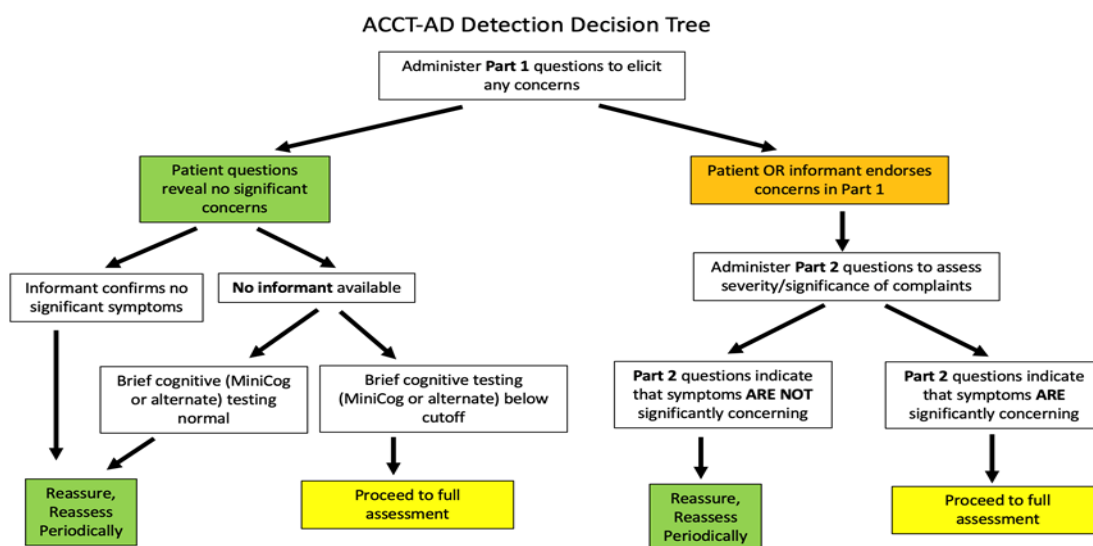 ACCT-AD Detection Decision Tree
Administer Part 1 questions to elicit
any concerns
Patient questions
reveal no significant
concerns
Patient OR informant endorses
concerns in Part 1
Informant confirms no
significant symptoms
No informant available
Administer Part 2 questions to assess
severity/significance of complaints
Brief cognitive (MiniCog
or alternate) testing
normal
Brief cognitive testing
(MiniCog or alternate) below
cutoff
Part 2 questions indicate
that symptoms ARE NOT
significantly concerning
Part 2 questions indicate
that symptoms ARE
significantly concerning
Reassure,
Reassess
Periodically
Proceed to full
assessment
Reassure,
Reassess
Periodically
Proceed to full
assessment